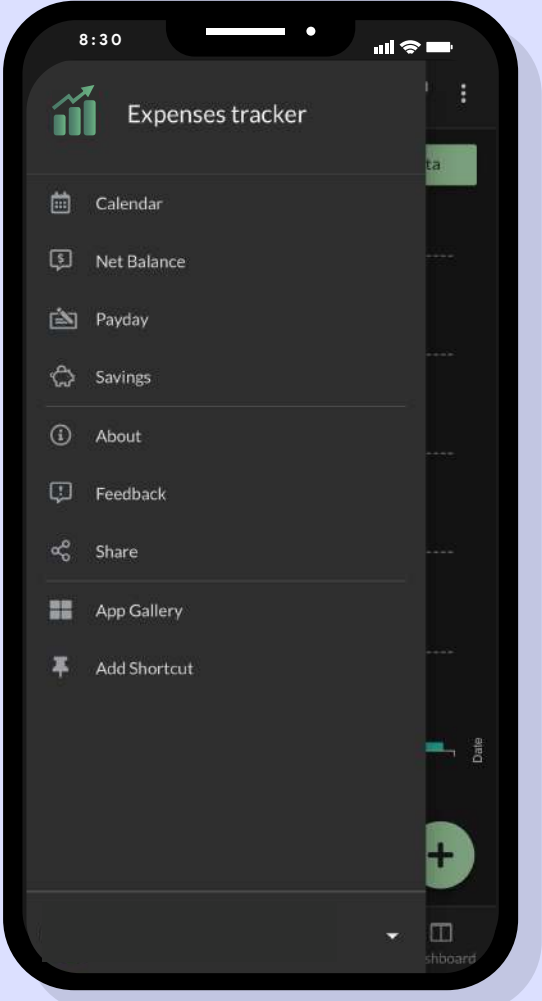 8:30
Expenses tracker
ta
Calendar
Net Balance
Payday
Savings
About
Feedback
Share
App Gallery
Add Shortcut
Date
shboard